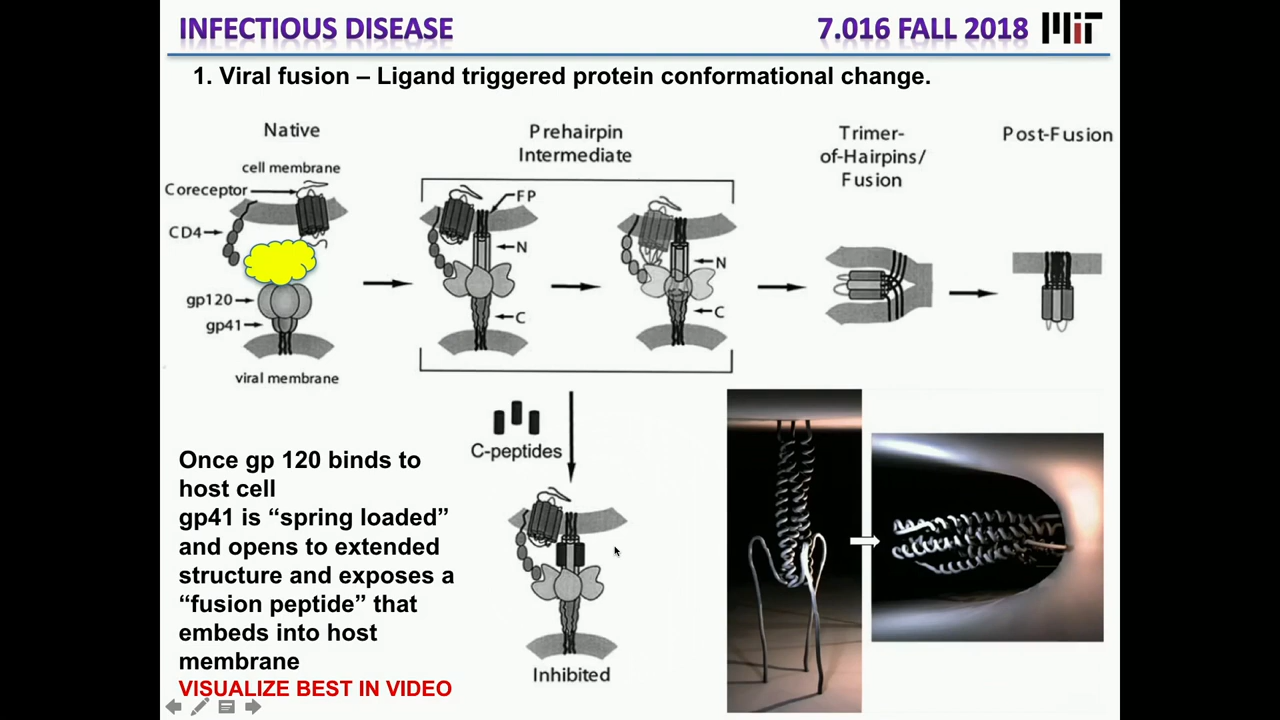 INFECTIOUS DISEASE
7.016 FALL 2018
MIT
1. Viral fusion – Ligand triggered protein conformational change.
Native
Prehairpin
Intermediate
Trimer-
of-Hairpins/
Fusion
Post-Fusion
cell membrane
Coreceptor
CD4
gp120
gp41
viral membrane
FP
N
C
N
C
C-peptides
Inhibited
Once gp 120 binds to
host cell
gp41 is “spring loaded”
and opens to extended
structure and exposes a
“fusion peptide” that
embeds into host
membrane
VISUALIZE BEST IN VIDEO